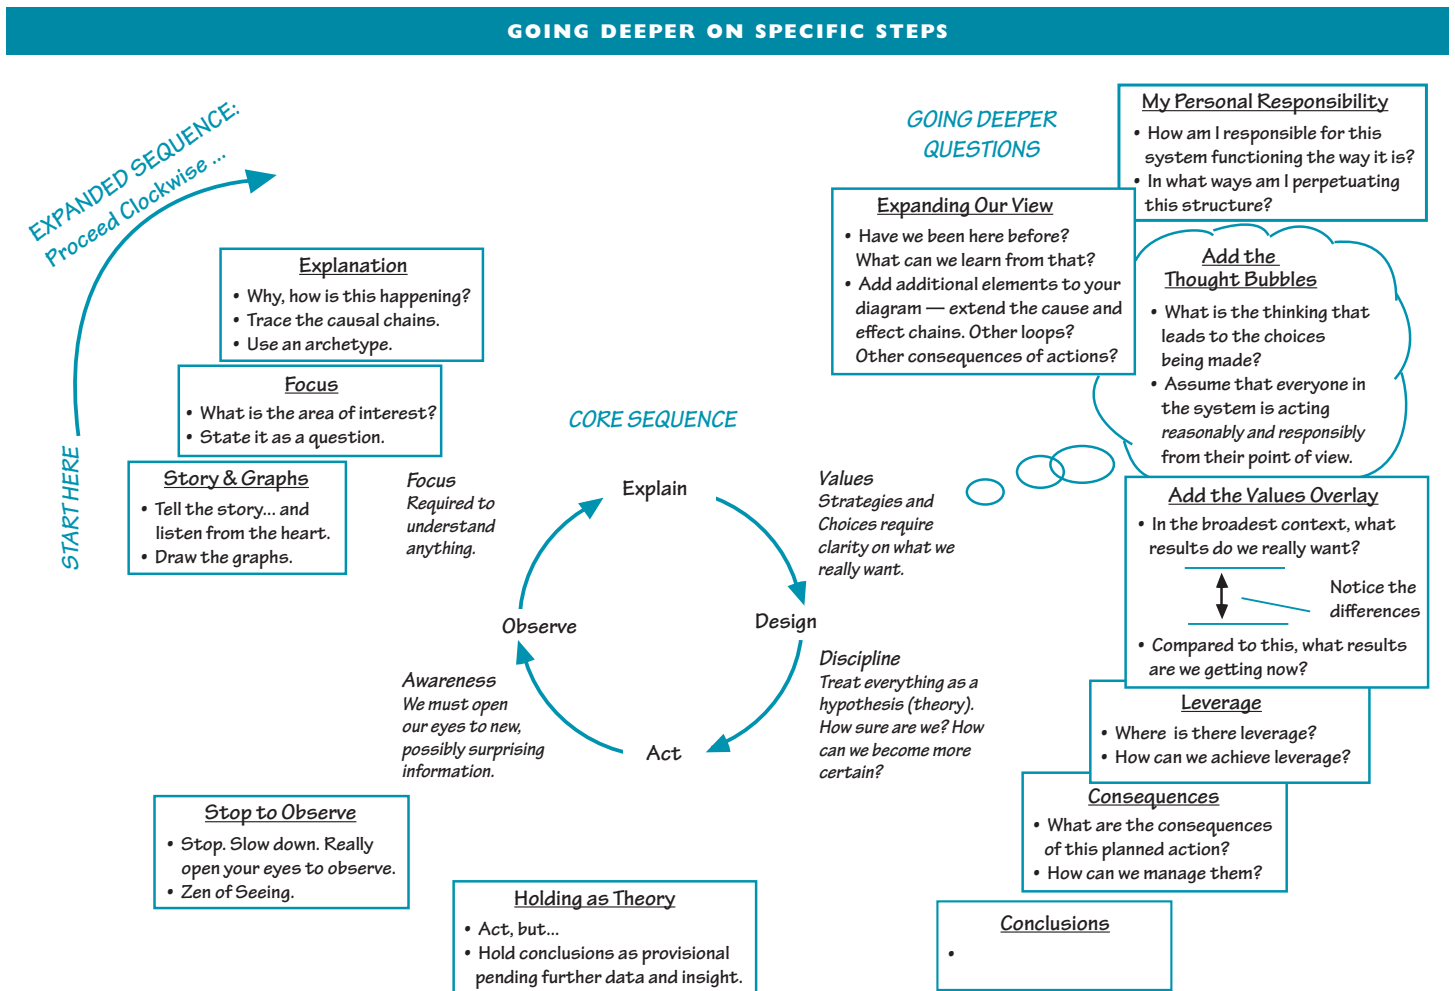 GOING DEEPER ON SPECIFIC STEPS
EXPANDED SEQUENCE:
Proceed Clockwise ...
START HERE
Explanation
• Why, how is this happening?
• Trace the causal chains.
• Use an archetype.
Focus
• What is the area of interest?
• State it as a question.
Story & Graphs
• Tell the story... and
listen from the heart.
• Draw the graphs.
CORE SEQUENCE
Explain
Design
Act
Observe
Focus
Required to
understand
anything.
Values
Strategies and
Choices require
clarity on what we
really want.
Discipline
Treat everything as a
hypothesis (theory).
How sure are we? How
can we become more
certain?
Awareness
We must open
our eyes to new,
possibly surprising
information.
GOING DEEPER
QUESTIONS
Expanding Our View
• Have we been here before?
What can we learn from that?
• Add additional elements to your
diagram — extend the cause and
effect chains. Other loops?
Other consequences of actions?
My Personal Responsibility
• How am I responsible for this
system functioning the way it is?
• In what ways am I perpetuating
this structure?
Add the
Thought Bubbles
• What is the thinking that
leads to the choices
being made?
• Assume that everyone in
the system is acting
reasonably and responsibly
from their point of view.
Add the Values Overlay
• In the broadest context, what
results do we really want?
Notice the
differences
• Compared to this, what results
are we getting now?
Leverage
• Where is there leverage?
• How can we achieve leverage?
Consequences
• What are the consequences
of this planned action?
• How can we manage them?
Conclusions
•
Holding as Theory
• Act, but...
• Hold conclusions as provisional
pending further data and insight.
Stop to Observe
• Stop. Slow down. Really
open your eyes to observe.
• Zen of Seeing.